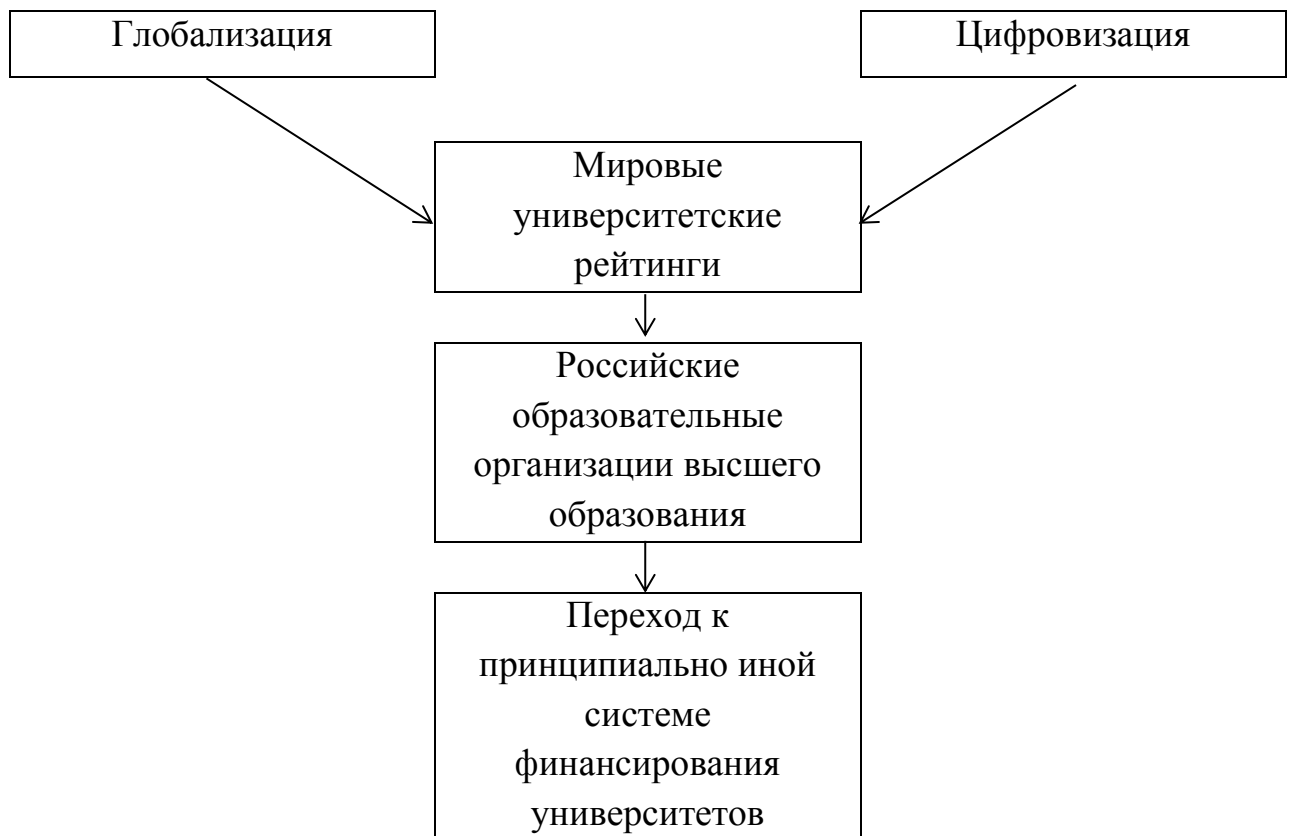 Глобализация
Цифровизация
Мировые
университетские
рейтинги
Российские
образовательные
организации высшего
образования
Переход к
принципиально иной
системе
финансирования
университетов